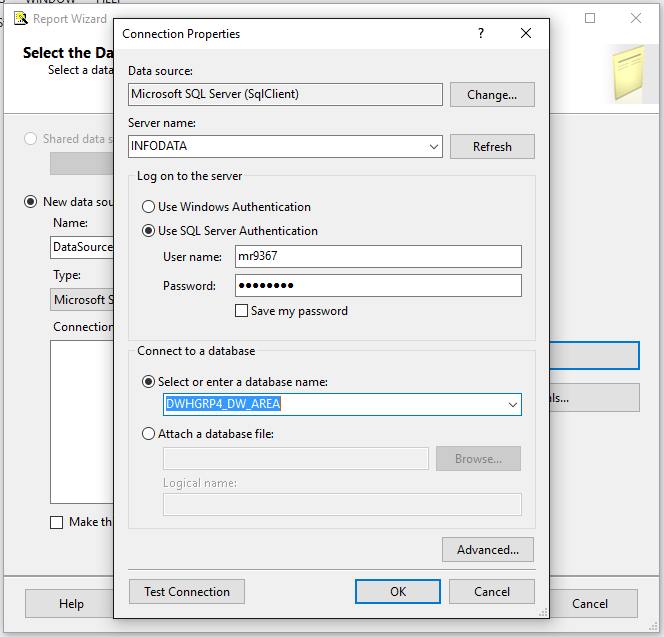 Report Wizard
Select the Da
Select a data
Shared data s
New data sou
Name:
DataSource
Type:
Microsoft S
Connection
Make thi
Help
Connection Properties
?
Data source:
Microsoft SQL Server (SqlClient)
Change...
Server name:
INFODATA
Refresh
Log on to the server
Use Windows Authentication
Use SQL Server Authentication
User name:
mr9367
Password:
●●●●●●●●
Save my password
Connect to a database
Select or enter a database name:
DWHGRP4_DW_AREA
Attach a database file:
Browse...
Logical name:
Advanced...
Test Connection
OK
Cancel
ls...
Cancel